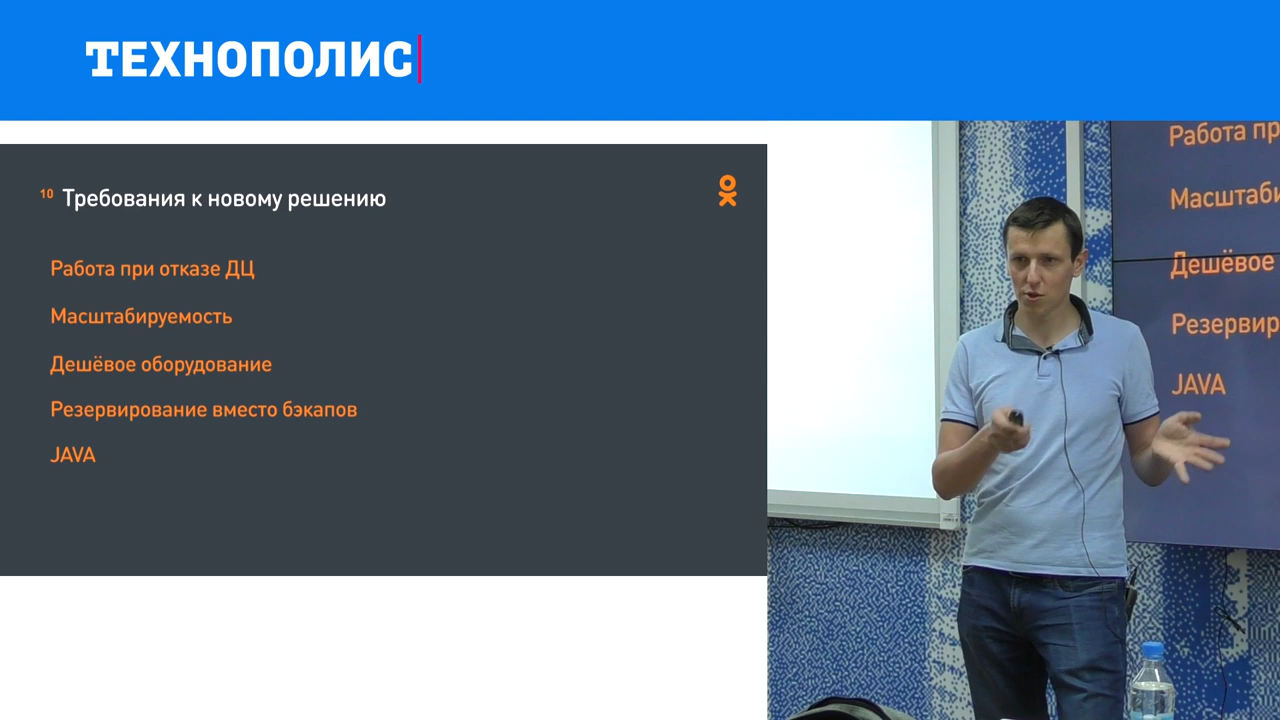 ТЕХНОПОЛИС
10 Требования к новому решению
Работа при отказе ДЦ
Масштабируемость
Дешёвое оборудование
Резервирование вместо бэкапов
JAVA
Работа пр
Масштаби
Дешёвое
Резервир
JAVA